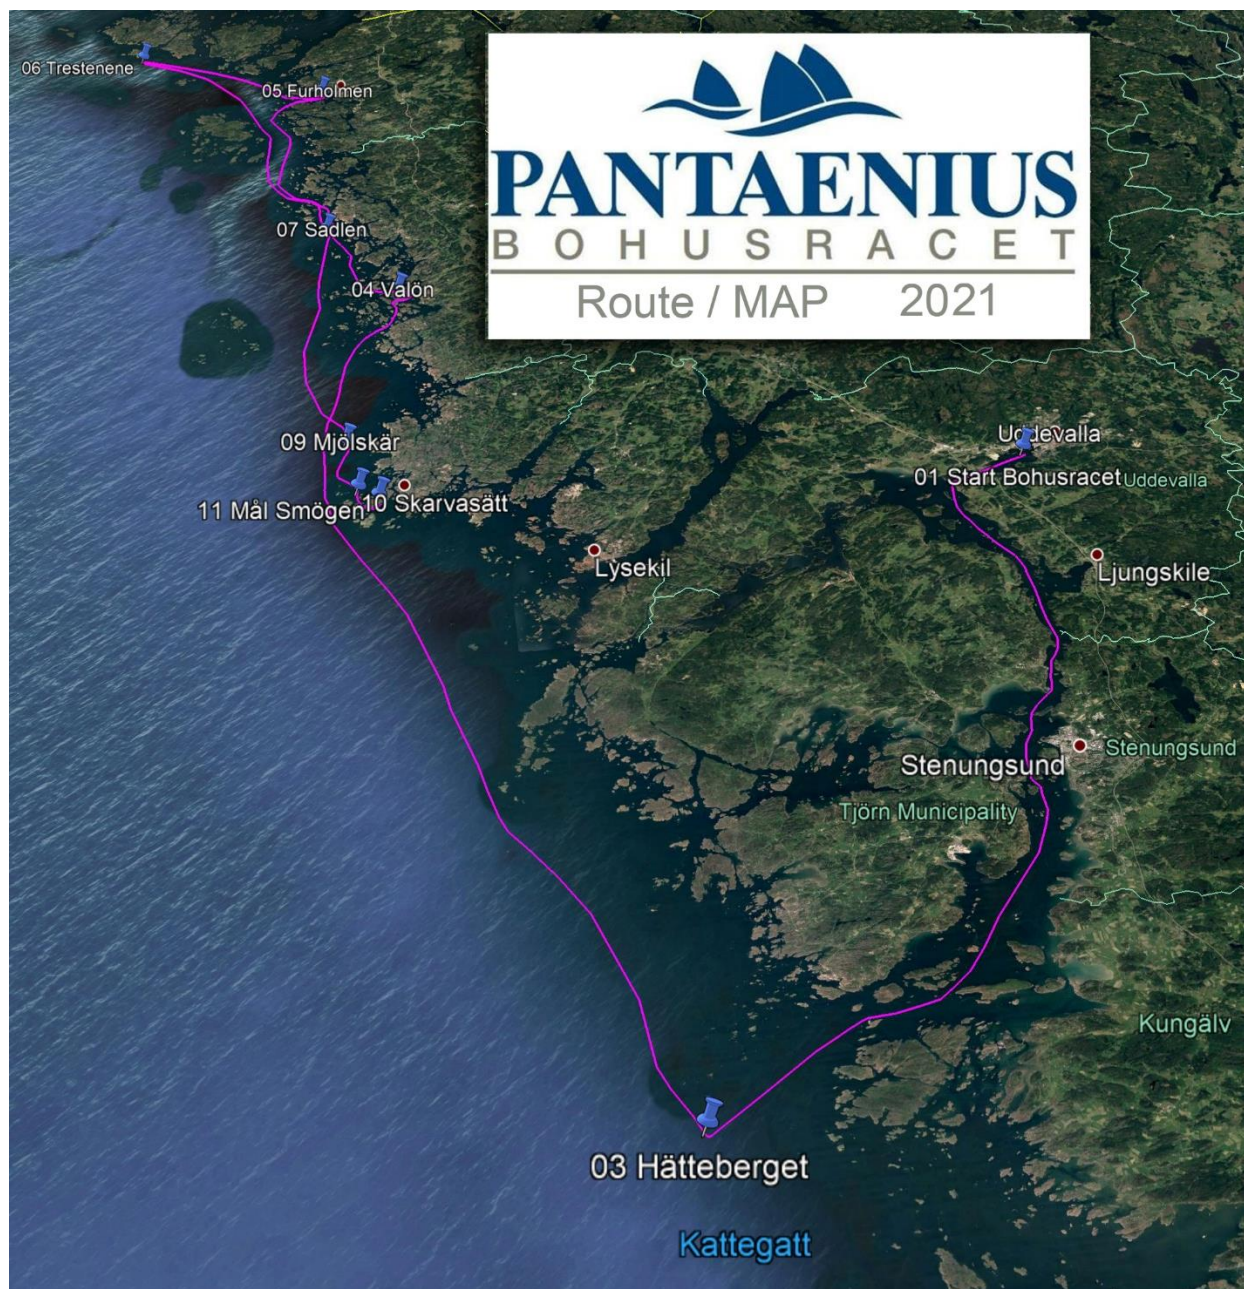 06 Trestenene
05 Furholmen
PANTAENIUS
BOHUSRACET
Route / MAP 2021
07 Sadlen
04 Valön
09 Mjölskär
Uddevalla
01 Start Bohusracet
Uddevalla
11 Mål Smögen
10 Skarvasätt
Lysekil
Ljungskile
Stenungsund
Stenungsund
Tjörn Municipality
Kungälv
03 Hätteberget
Kattegatt